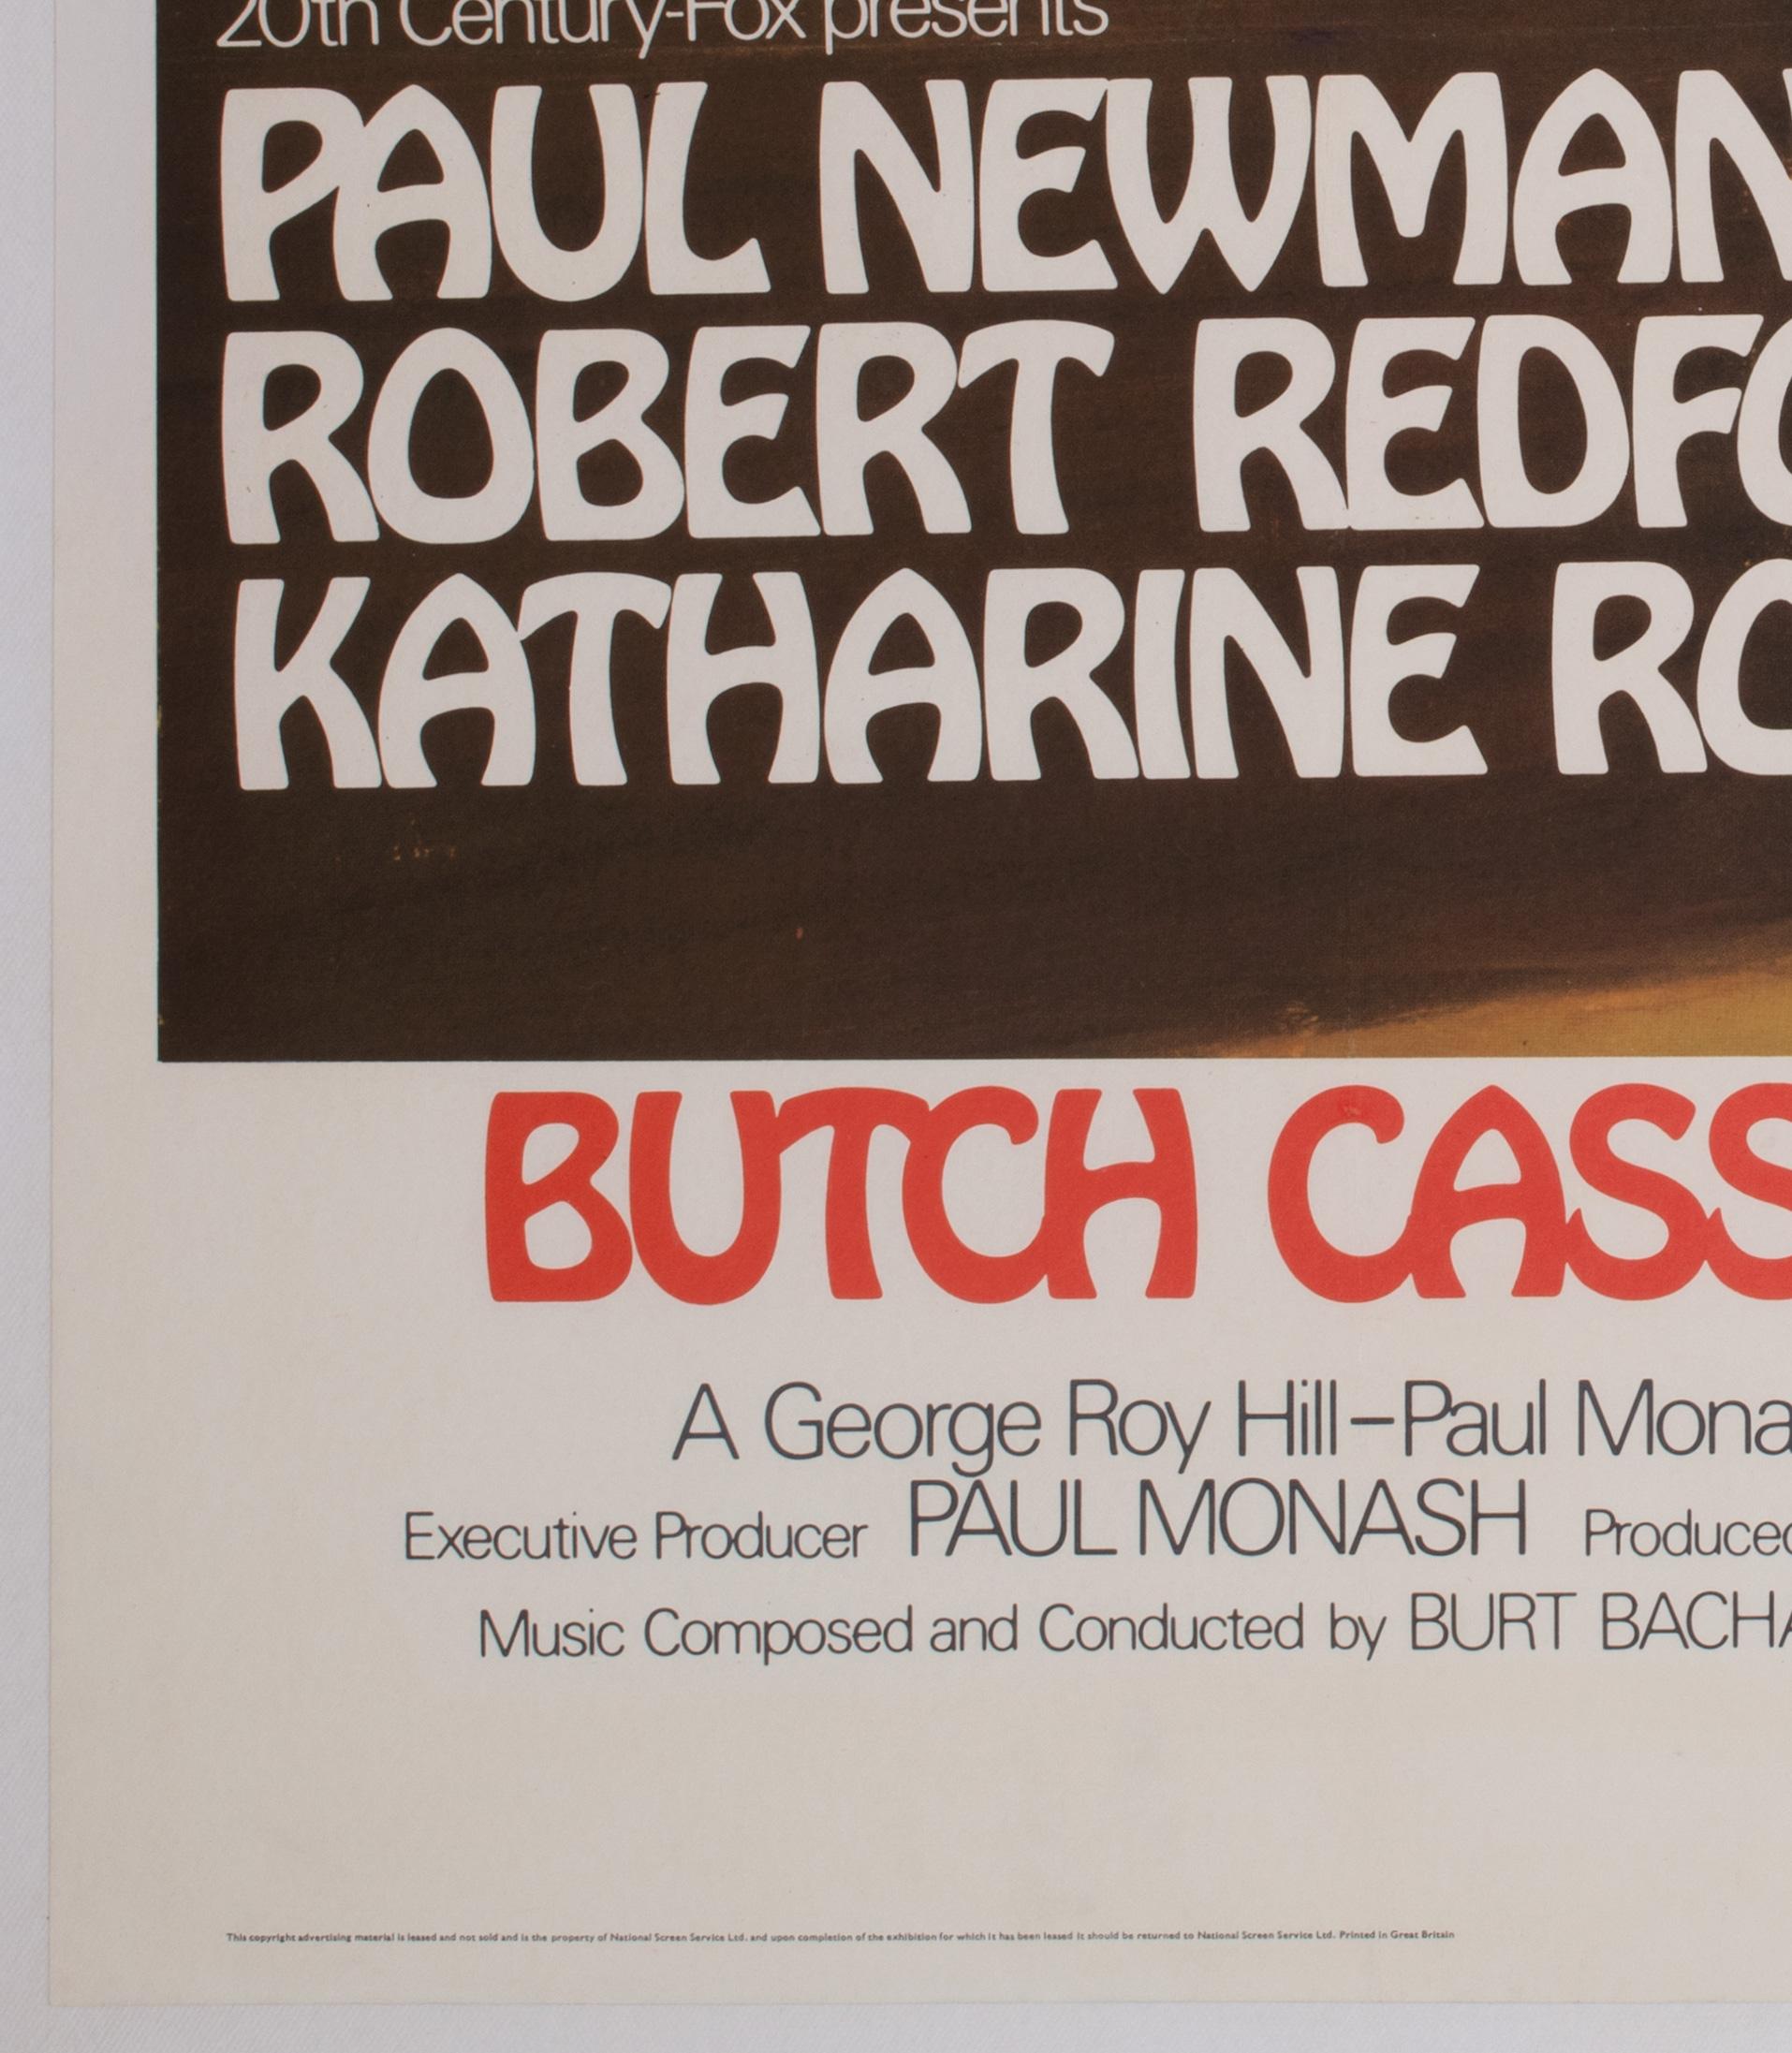 20th Century-Fox presents
PAUL NEWMAN
ROBERT REDFO
KATHARINE RO
BUTCH CASS
A George Roy Hill–Paul Mona
Executive Producer PAUL MONASH Produced
Music Composed and Conducted by BURT BACHA
This copyright advertising material is leased and not sold and is the property of National Screen Service Ltd. and upon completion of the exhibition for which it has been leased it should be returned to National Screen Service Ltd. Printed in Great Britain